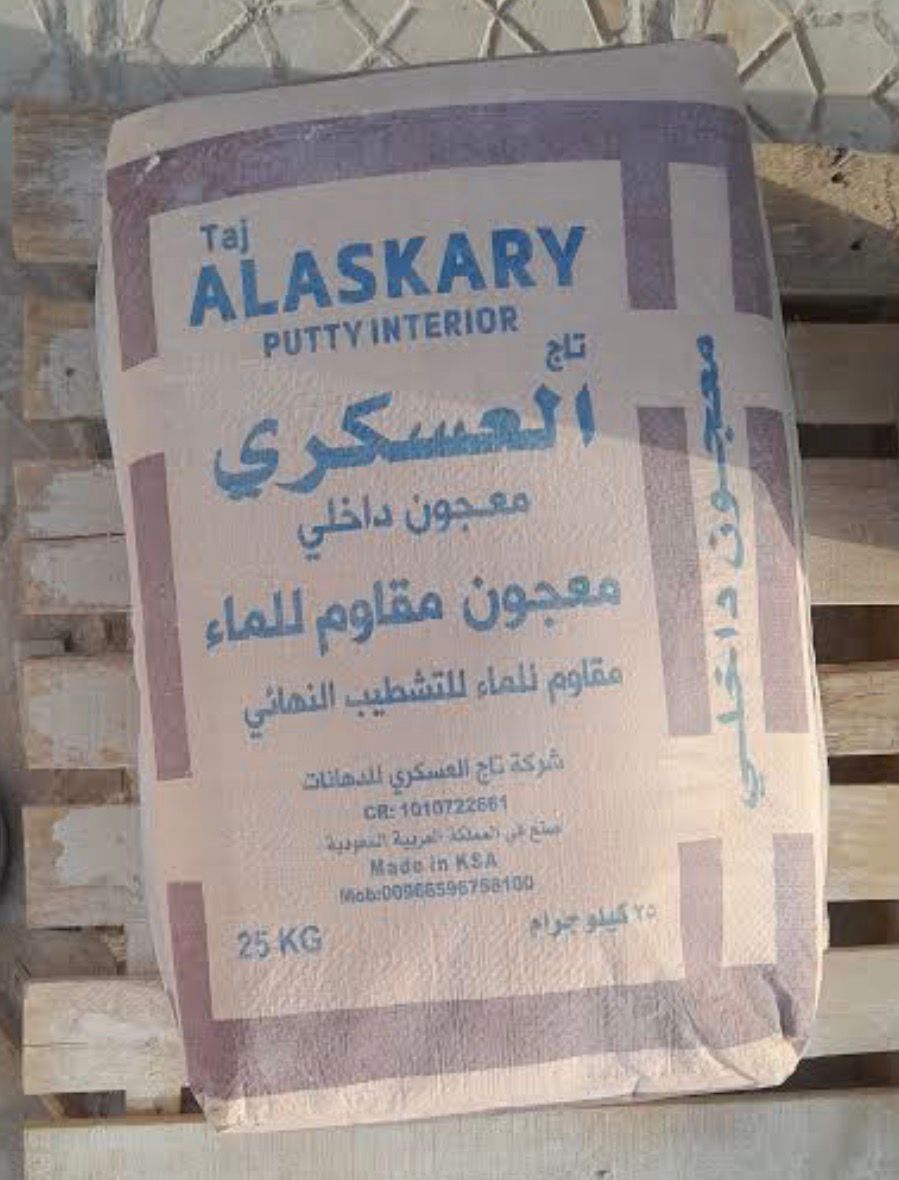 Taj
ALASKARY
PUTTY INTERIOR
تاج
العسكري
معجون داخلي
معجون مقاوم للماء
مقاوم للماء للتشطيب النهائي
شركة تاج العسكري للدهانات
CR: 1010722661
صنع في المملكة العربية السعودية
Made in KSA
Mob:00966596758100
25 KG
٢٥ كيلو جرام
معجون داخلي